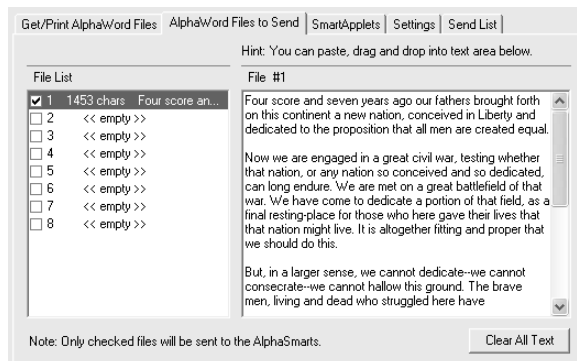 Get/Print AlphaWord Files AlphaWord Files to Send SmartApplets Settings Send List
Hint: You can paste, drag and drop into text area below.
File List
File #1
1 1453 chars Four score an...
2 << empty >>
3 << empty >>
4 << empty >>
5 << empty >>
6 << empty >>
7 << empty >>
8 << empty >>
Four score and seven years ago our fathers brought forth
on this continent a new nation, conceived in Liberty and
dedicated to the proposition that all men are created equal.
Now we are engaged in a great civil war, testing whether
that nation, or any nation so conceived and so dedicated,
can long endure. We are met on a great battlefield of that
war. We have come to dedicate a portion of that field, as a
final resting-place for those who here gave their lives that
that nation might live. It is altogether fitting and proper that
we should do this.
But, in a larger sense, we cannot dedicate--we cannot
consecrate--we cannot hallow this ground. The brave
men, living and dead who struggled here have
Note: Only checked files will be sent to the AlphaSmarts.
Clear All Text